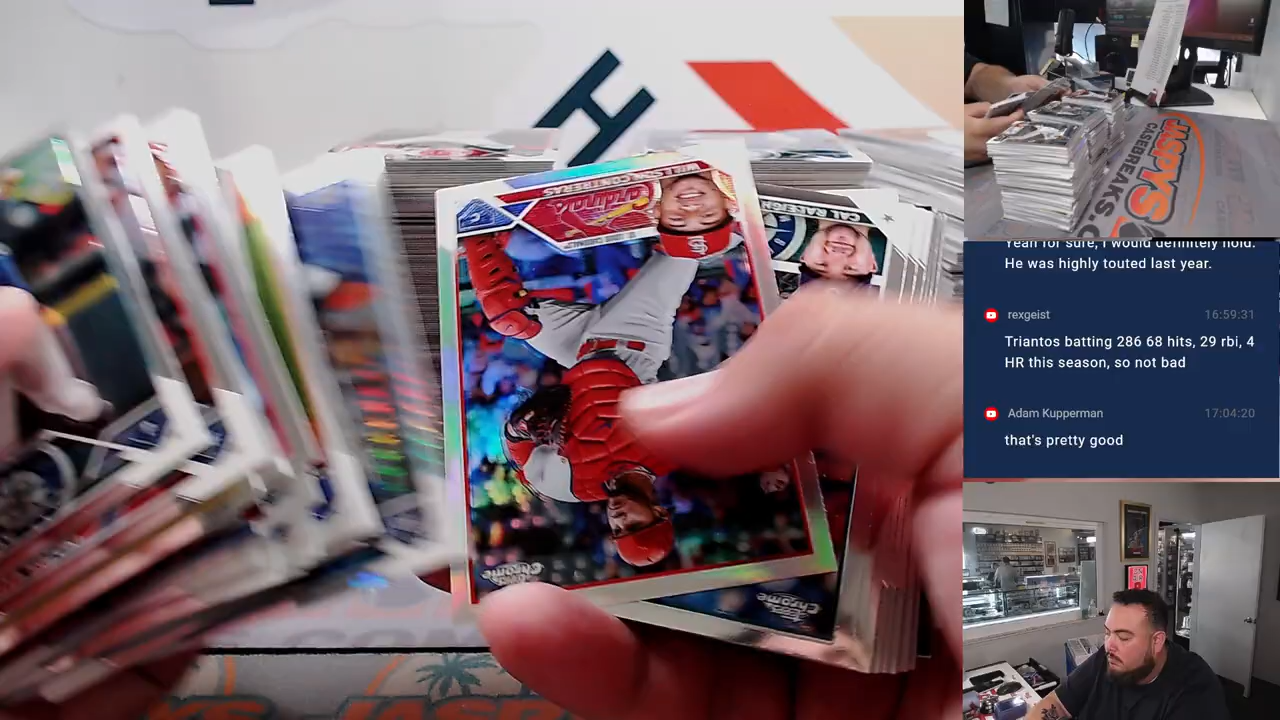 H
WILLSON CONTRERAS
Cardinals
C
CAL RALEIGH
Topps
Chrome
Topps
Chrome
JASPYS
CASEBREAKS.C
Yeah for sure, I would definitely hold.
He was highly touted last year.
rexgeist 16:59:31
Triantos batting 286 68 hits, 29 rbi, 4
HR this season, so not bad
Adam Kupperman 17:04:20
that's pretty good